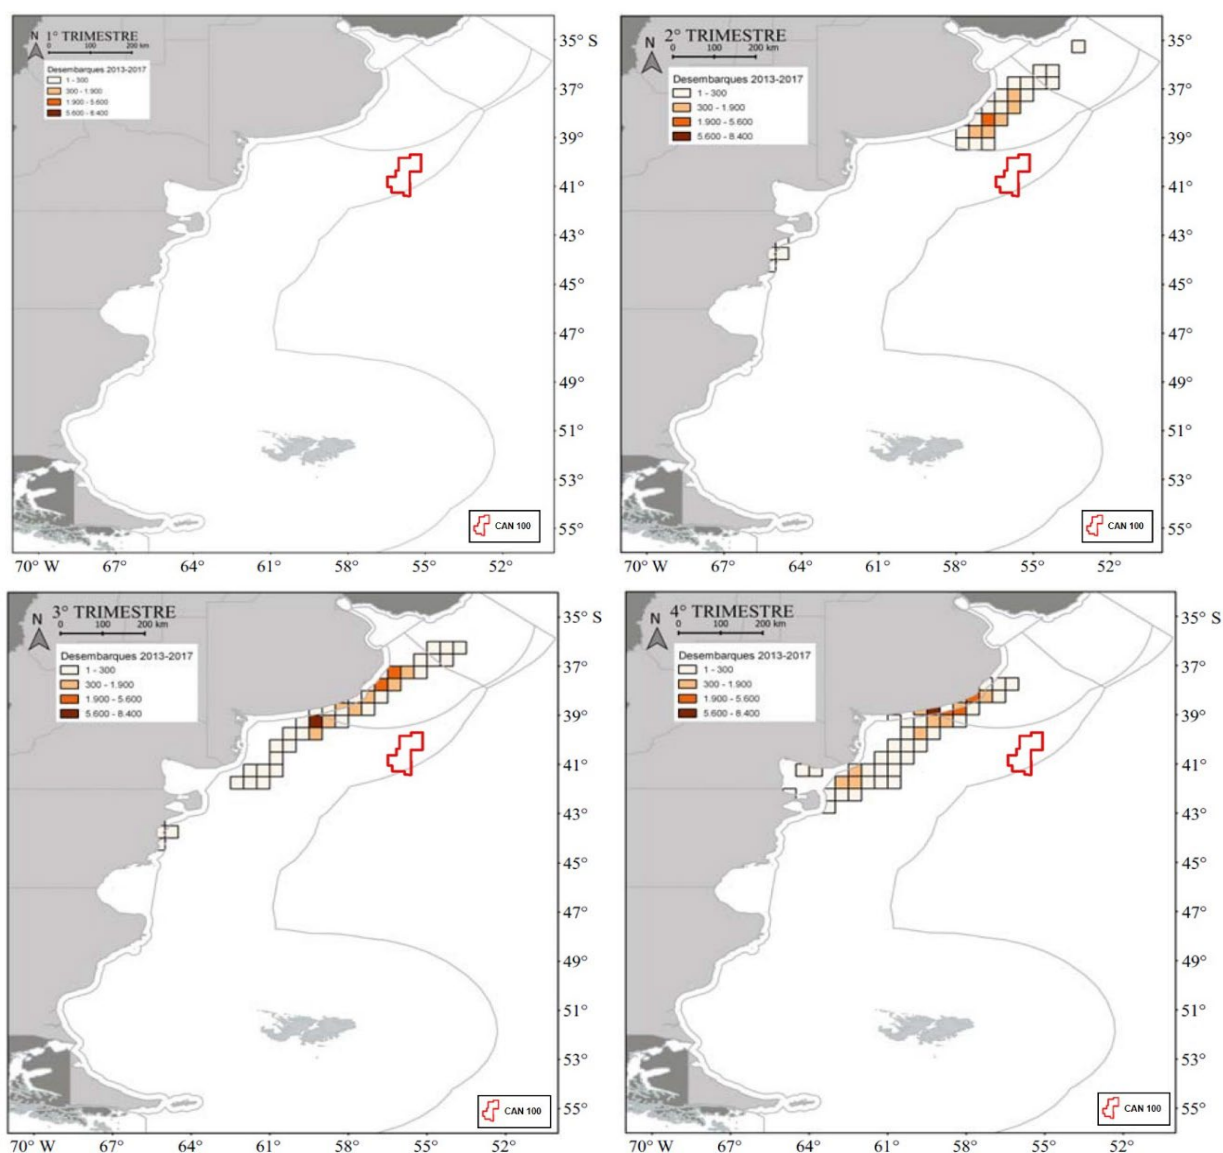 N 1° TRIMESTRE
0 100 200 km
Desembarques 2013-2017
1 - 300
300 - 1.900
1.900 - 5.600
5.600 - 8.400
35° S
37°
39°
41°
43°
45°
47°
49°
51°
53°
55°
CAN 100
70° W 67° 64° 61° 58° 55° 52°
N 2° TRIMESTRE
0 100 200 km
Desembarques 2013-2017
1 - 300
300 - 1.900
1.900 - 5.600
5.600 - 8.400
35° S
37°
39°
41°
43°
45°
47°
49°
51°
53°
55°
CAN 100
70° W 67° 64° 61° 58° 55° 52°
N 3° TRIMESTRE
0 100 200 km
Desembarques 2013-2017
1 - 300
300 - 1.900
1.900 - 5.600
5.600 - 8.400
35° S
37°
39°
41°
43°
45°
47°
49°
51°
53°
55°
CAN 100
70° W 67° 64° 61° 58° 55° 52°
N 4° TRIMESTRE
0 100 200 km
Desembarques 2013-2017
1 - 300
300 - 1.900
1.900 - 5.600
5.600 - 8.400
35° S
37°
39°
41°
43°
45°
47°
49°
51°
53°
55°
CAN 100
70° W 67° 64° 61° 58° 55° 52°